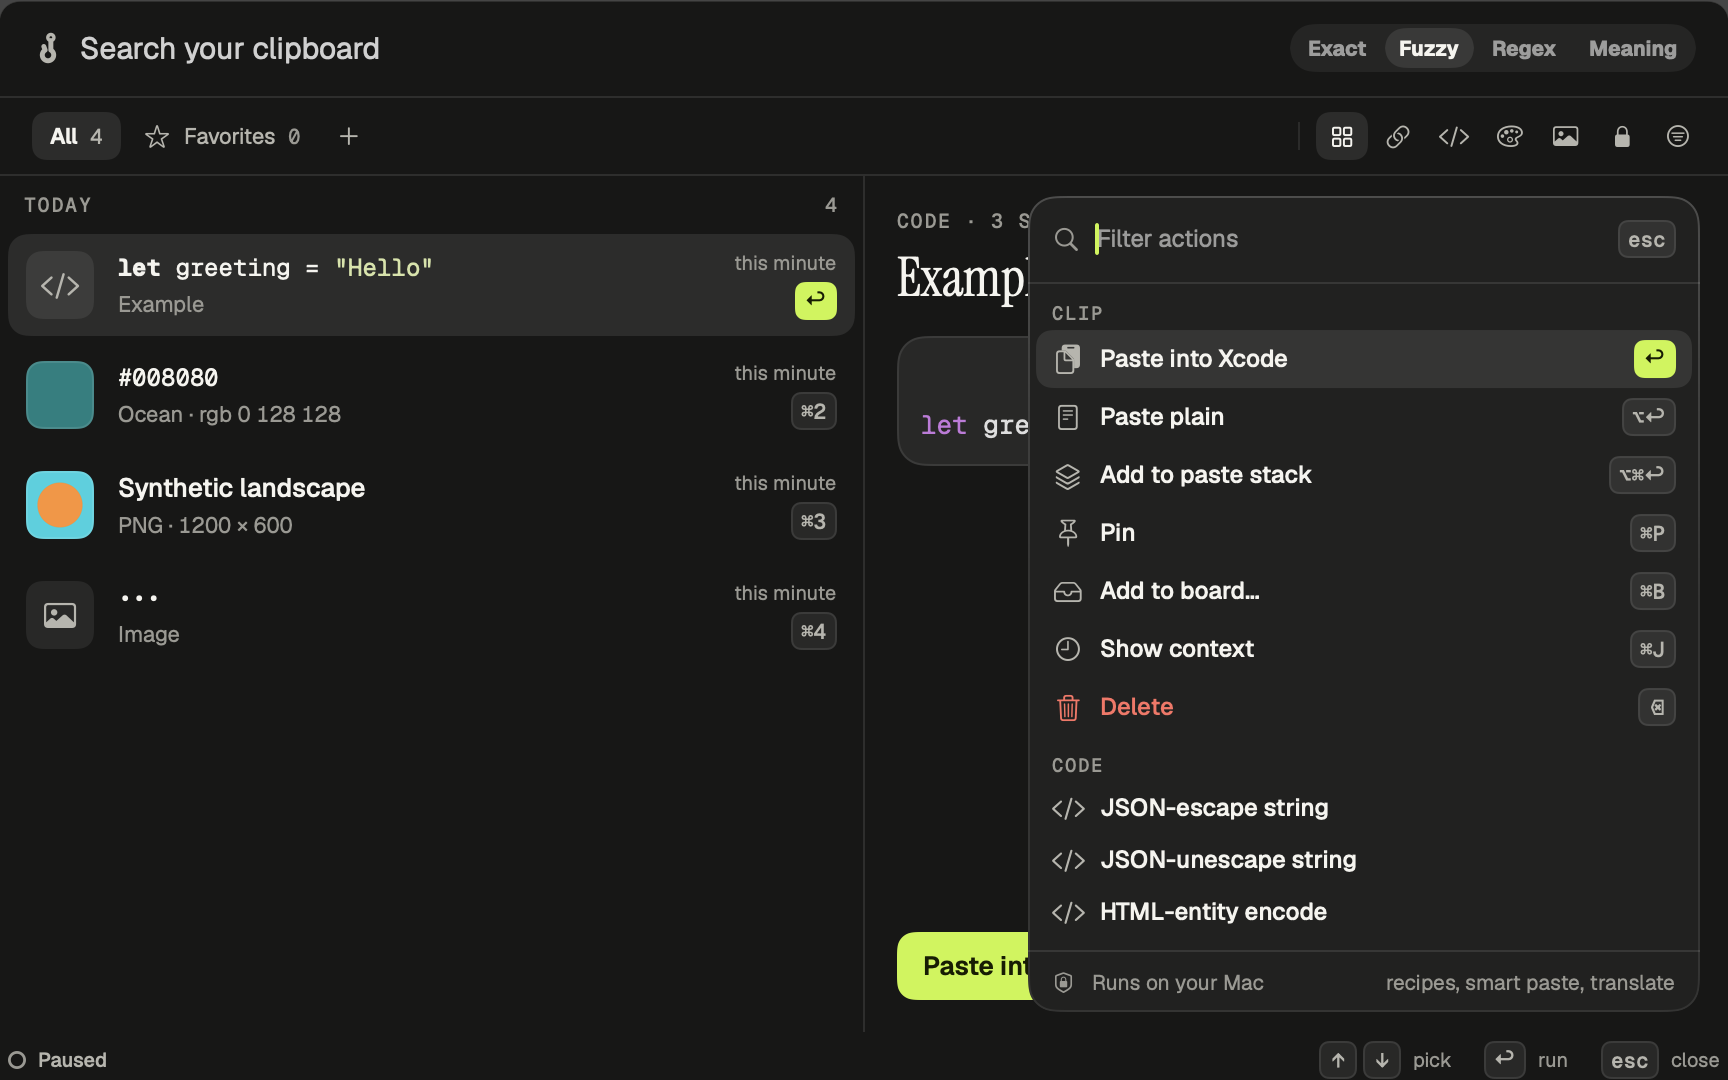 Search your clipboard
Exact Fuzzy Regex Meaning
All 4 Favorites 0 +
TODAY 4
let greeting = "Hello"
Example
this minute
#008080
Ocean · rgb 0 128 128
this minute
⌘2
Synthetic landscape
PNG · 1200 × 600
this minute
⌘3
...
Image
this minute
⌘4
CODE · 3 S
Exampl
let gre
Paste int
Filter actions esc
CLIP
Paste into Xcode ↩
Paste plain ⌥↩
Add to paste stack ⌥⌘↩
Pin ⌘P
Add to board… ⌘B
Show context ⌘J
Delete ⌫
CODE
JSON-escape string
JSON-unescape string
HTML-entity encode
Runs on your Mac recipes, smart paste, translate
Paused ↑ ↓ pick ↩ run esc close